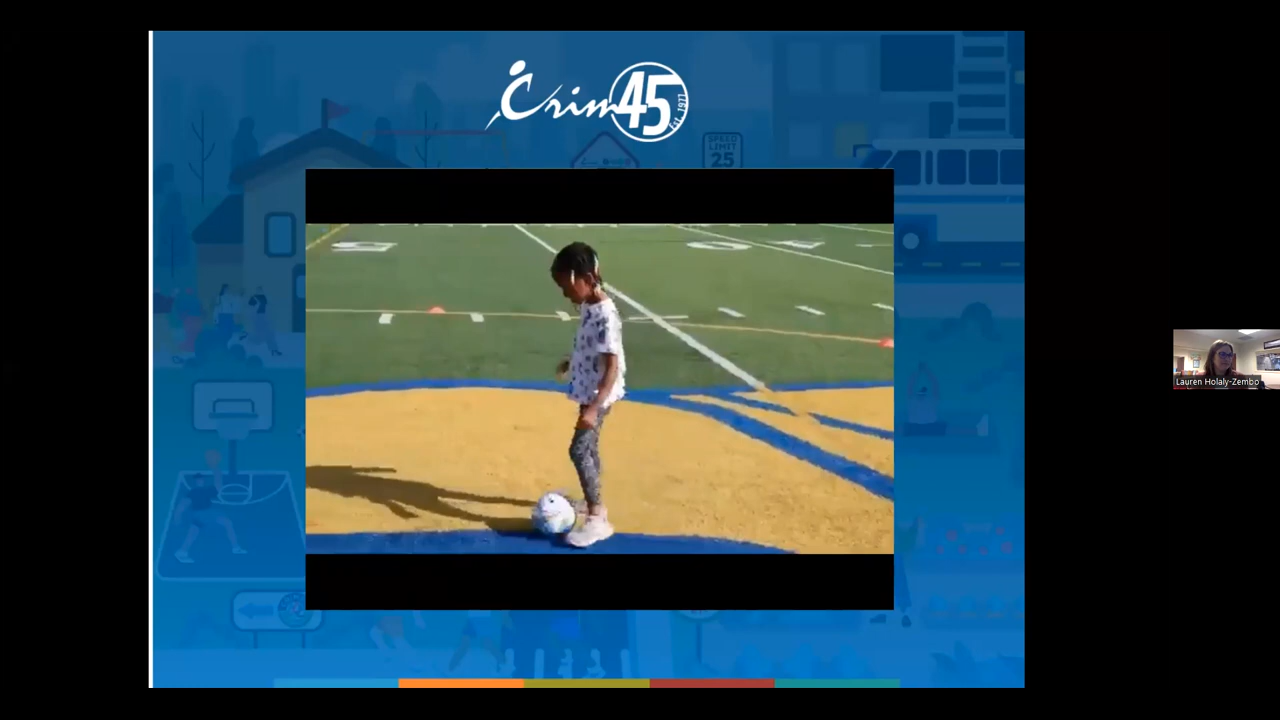 Crim 45
Est. 1977
SPEED
LIMIT
25
Lauren Holaly-Zembo